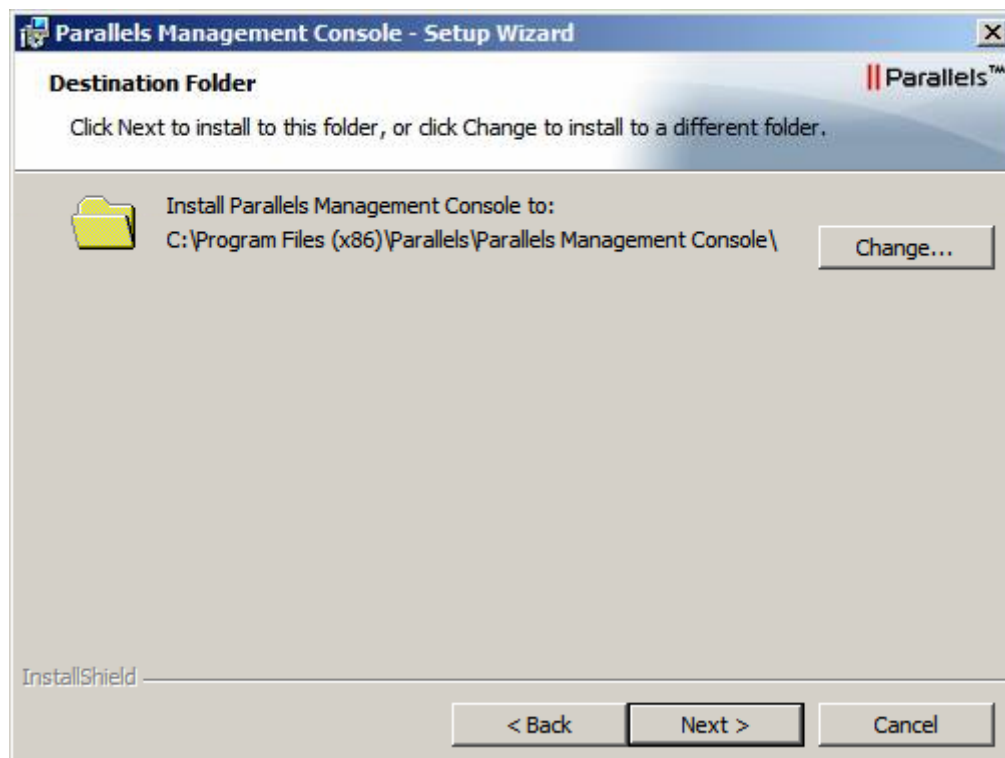 Parallels Management Console - Setup Wizard
Destination Folder
||Parallels™
Click Next to install to this folder, or click Change to install to a different folder.
Install Parallels Management Console to:
C:\Program Files (x86)\Parallels\Parallels Management Console\
Change...
InstallShield
< Back
Next >
Cancel